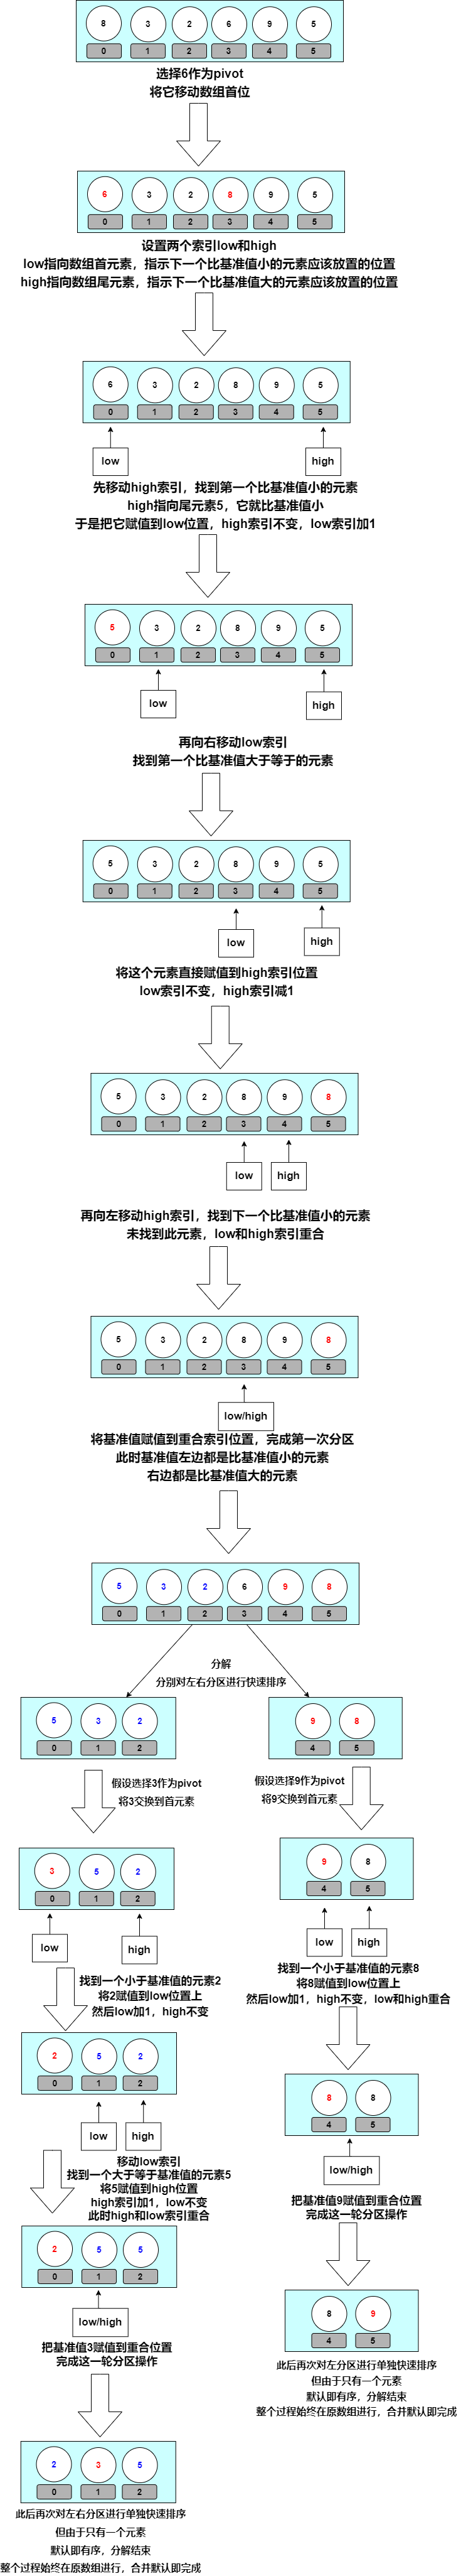 8 3 2 6 9 5
0 1 2 3 4 5
选择6作为pivot
将它移动数组首位
6 3 2 8 9 5
0 1 2 3 4 5
设置两个索引low和high
low指向数组首元素，指示下一个比基准值小的元素应该放置的位置
high指向数组尾元素，指示下一个比基准值大的元素应该放置的位置
6 3 2 8 9 5
0 1 2 3 4 5
low high
先移动high索引，找到第一个比基准值小的元素
high指向尾元素5，它就比基准值小
于是把它赋值到low位置，high索引不变，low索引加1
5 3 2 8 9 5
0 1 2 3 4 5
low high
再向右移动low索引
找到第一个比基准值大于等于的元素
5 3 2 8 9 5
0 1 2 3 4 5
low high
将这个元素直接赋值到high索引位置
low索引不变，high索引减1
5 3 2 8 9 8
0 1 2 3 4 5
low high
再向左移动high索引，找到下一个比基准值小的元素
未找到此元素，low和high索引重合
5 3 2 8 9 8
0 1 2 3 4 5
low/high
将基准值赋值到重合索引位置，完成第一次分区
此时基准值左边都是比基准值小的元素
右边都是比基准值大的元素
5 3 2 6 9 8
0 1 2 3 4 5
分解
分别对左右分区进行快速排序
5 3 2
0 1 2
假设选择3作为pivot
将3交换到首元素
3 5 2
0 1 2
low high
找到一个小于基准值的元素2
将2赋值到low位置上
然后low加1，high不变
2 5 2
0 1 2
low high
移动low索引
找到一个大于等于基准值的元素5
将5赋值到high位置
high索引加1，low不变
此时high和low索引重合
2 5 5
0 1 2
low/high
把基准值3赋值到重合位置
完成这一轮分区操作
2 3 5
0 1 2
此后再次对左右分区进行单独快速排序
但由于只有一个元素
默认即有序，分解结束
整个过程始终在原数组进行，合并默认即完成
9 8
4 5
假设选择9作为pivot
将9交换到首元素
9 8
4 5
low high
找到一个小于基准值的元素8
将8赋值到low位置上
然后low加1，high不变，low和high重合
8 8
4 5
low/high
把基准值9赋值到重合位置
完成这一轮分区操作
8 9
4 5
此后再次对左分区进行单独快速排序
但由于只有一个元素
默认即有序，分解结束
整个过程始终在原数组进行，合并默认即完成